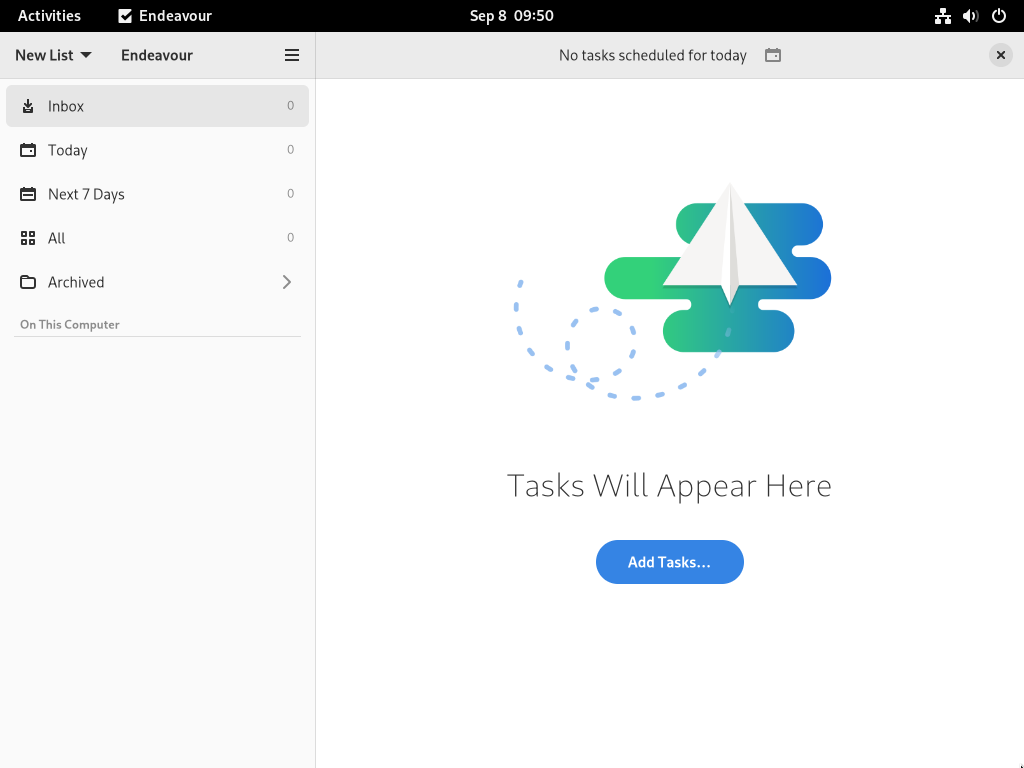 Activities Endeavour Sep 8 09:50
New List Endeavour No tasks scheduled for today
Inbox 0
Today 0
Next 7 Days 0
All 0
Archived
On This Computer
Tasks Will Appear Here
Add Tasks…